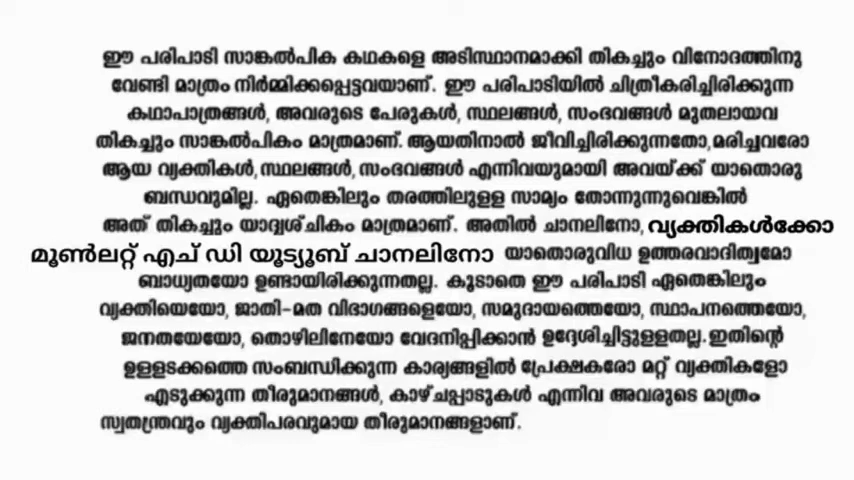 ഈ പരിപാടി സാങ്കൽപിക കഥകളെ അടിസ്ഥാനമാക്കി തികച്ചും വിനോദത്തിനു
വേണ്ടി മാത്രം നിർമ്മിക്കപ്പെട്ടവയാണ്. ഈ പരിപാടിയിൽ ചിത്രീകരിച്ചിരിക്കുന്ന
കഥാപാത്രങ്ങൾ, അവരുടെ പേരുകൾ, സ്ഥലങ്ങൾ, സംഭവങ്ങൾ മുതലായവ
തികച്ചും സാങ്കൽപികം മാത്രമാണ്. ആയതിനാൽ ജീവിച്ചിരിക്കുന്നതോ,മരിച്ചവരോ
ആയ വ്യക്തികൾ,സ്ഥലങ്ങൾ,സംഭവങ്ങൾ എന്നിവയുമായി അവയ്ക്ക് യാതൊരു
ബന്ധവുമില്ല. ഏതെങ്കിലും തരത്തിലുളള സാമ്യം തോന്നുന്നുവെങ്കിൽ
അത് തികച്ചും യാദൃശ്ചികം മാത്രമാണ്. അതിൽ ചാനലിനോ, വ്യക്തികൾക്കോ
മൂൺലറ്റ് എച് ഡി യൂട്യൂബ് ചാനലിനോ യാതൊരുവിധ ഉത്തരവാദിത്വമോ
ബാധ്യതയോ ഉണ്ടായിരിക്കുന്നതല്ല. കൂടാതെ ഈ പരിപാടി ഏതെങ്കിലും
വ്യക്തിയെയോ, ജാതി-മത വിഭാഗങ്ങളെയോ, സമുദായത്തെയോ, സ്ഥാപനത്തെയോ,
ജനതയേയോ, തൊഴിലിനേയോ വേദനിപ്പിക്കാൻ ഉദ്ദേശിച്ചിട്ടുളളതല്ല.ഇതിന്റെ
ഉളളടക്കത്തെ സംബന്ധിക്കുന്ന കാര്യങ്ങളിൽ പ്രേക്ഷകരോ മറ്റ് വ്യക്തികളോ
എടുക്കുന്ന തീരുമാനങ്ങൾ, കാഴ്ചപ്പാടുകൾ എന്നിവ അവരുടെ മാത്രം
സ്വതന്ത്രവും വ്യക്തിപരവുമായ തീരുമാനങ്ങളാണ്.